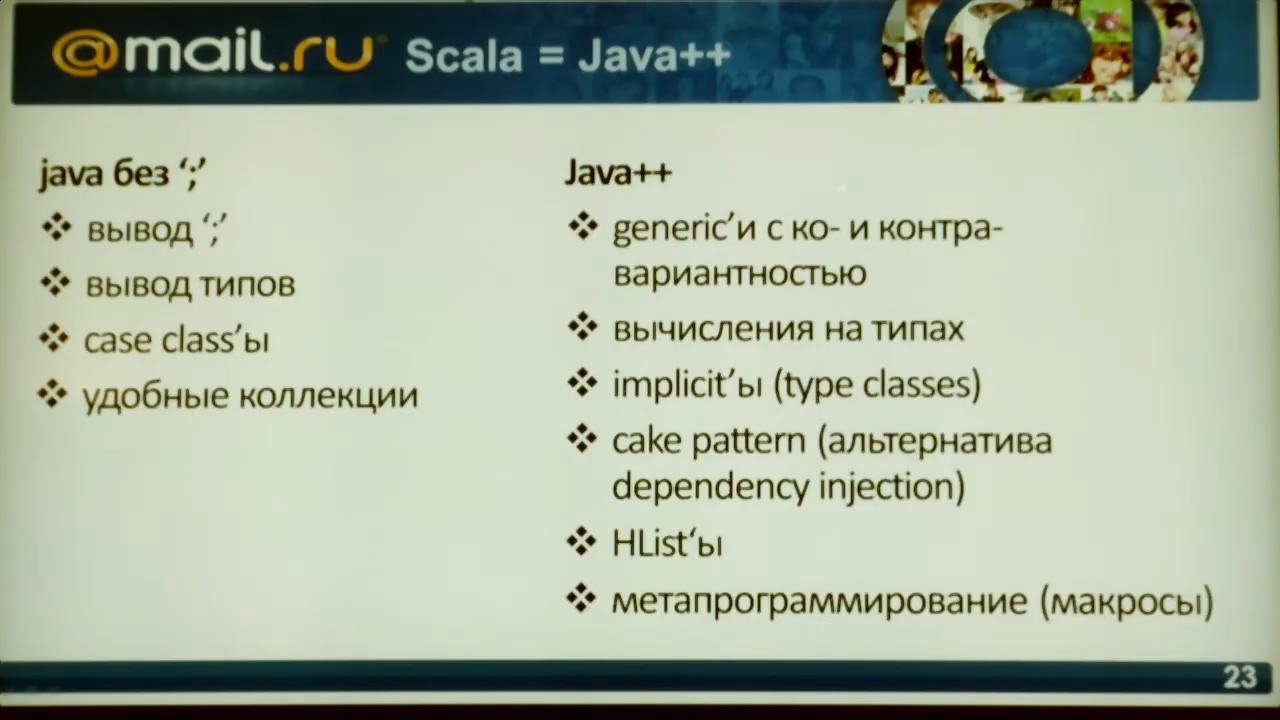 @mail.ru Scala = Java++
java без ‘;’
вывод ‘;’
вывод типов
case class’ы
удобные коллекции
Java++
generic’и с ко- и контра-
вариантностью
вычисления на типах
implicit’ы (type classes)
cake pattern (альтернатива
dependency injection)
HList‘ы
метапрограммирование (макросы)
23